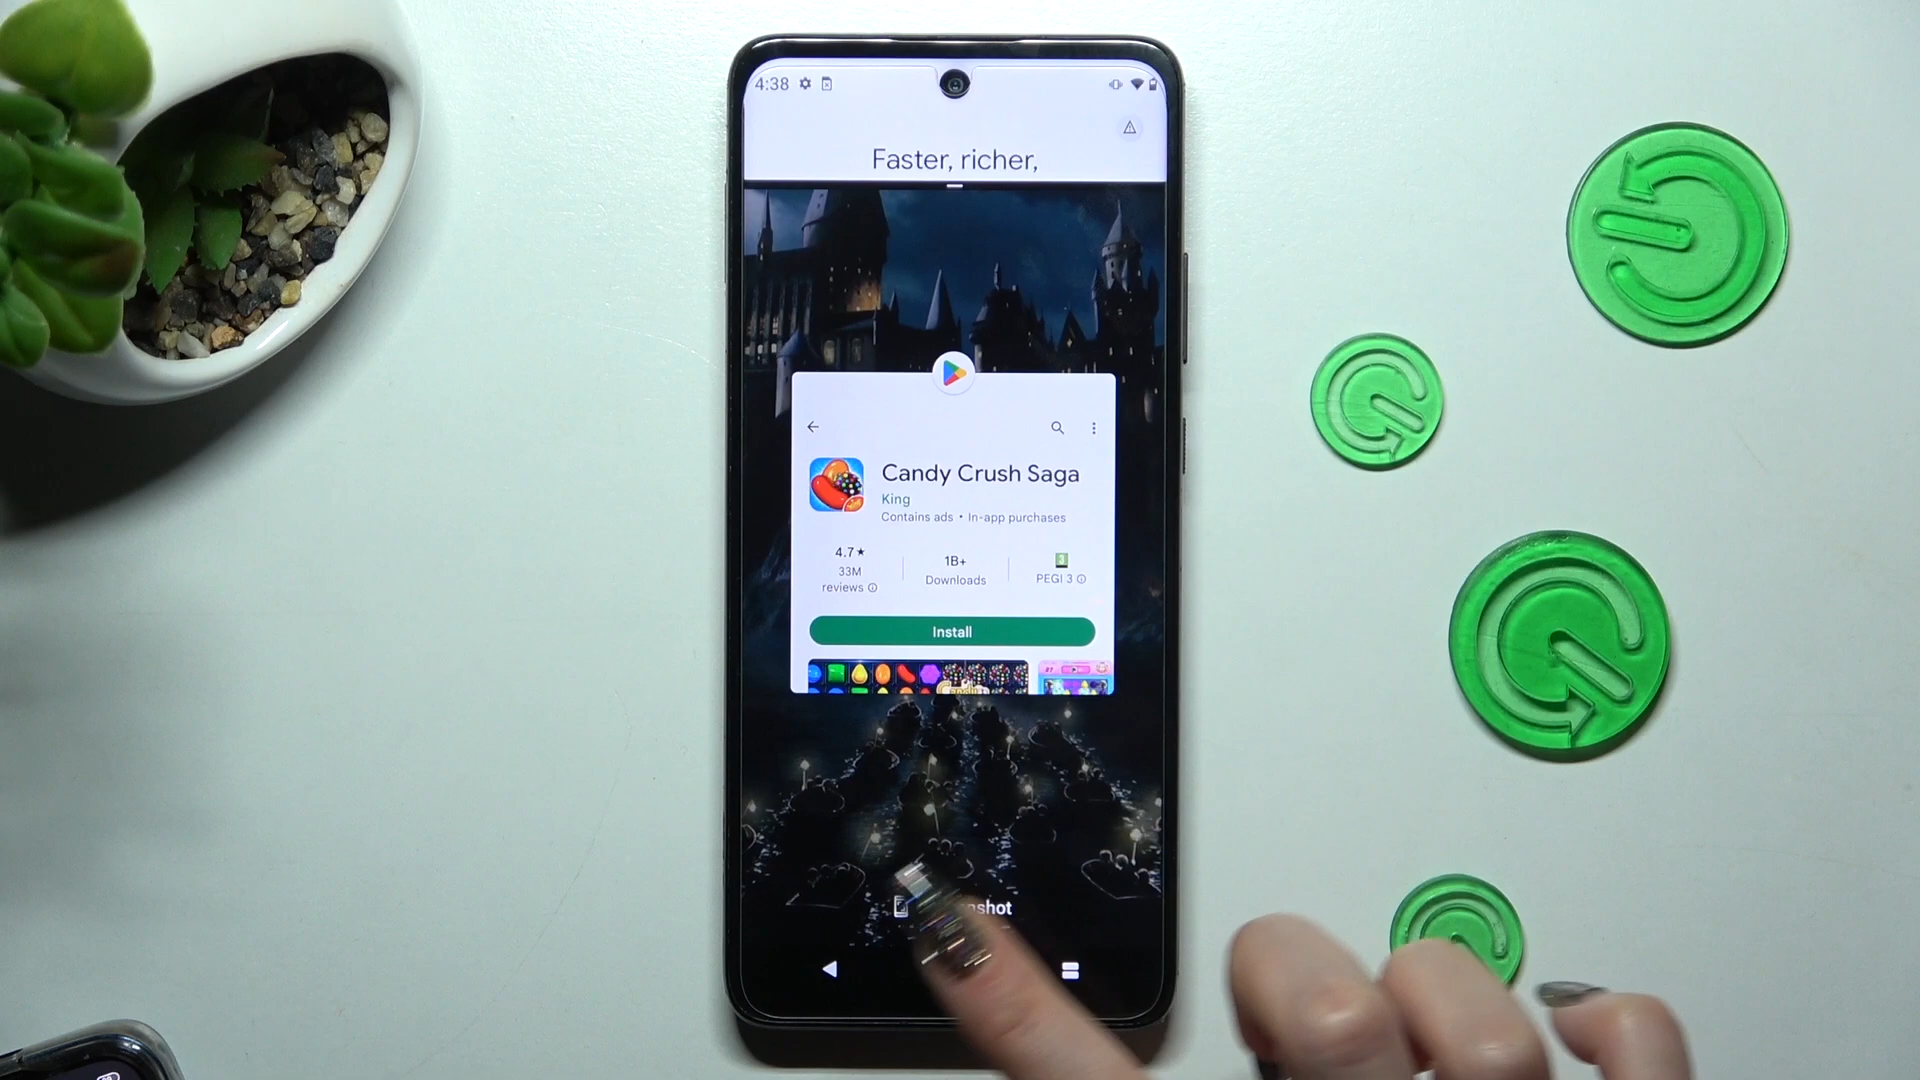 4:38
Faster, richer,
Candy Crush Saga
King
Contains ads • In-app purchases
4.7★
33M
reviews
1B+
Downloads
3
PEGI 3
Install